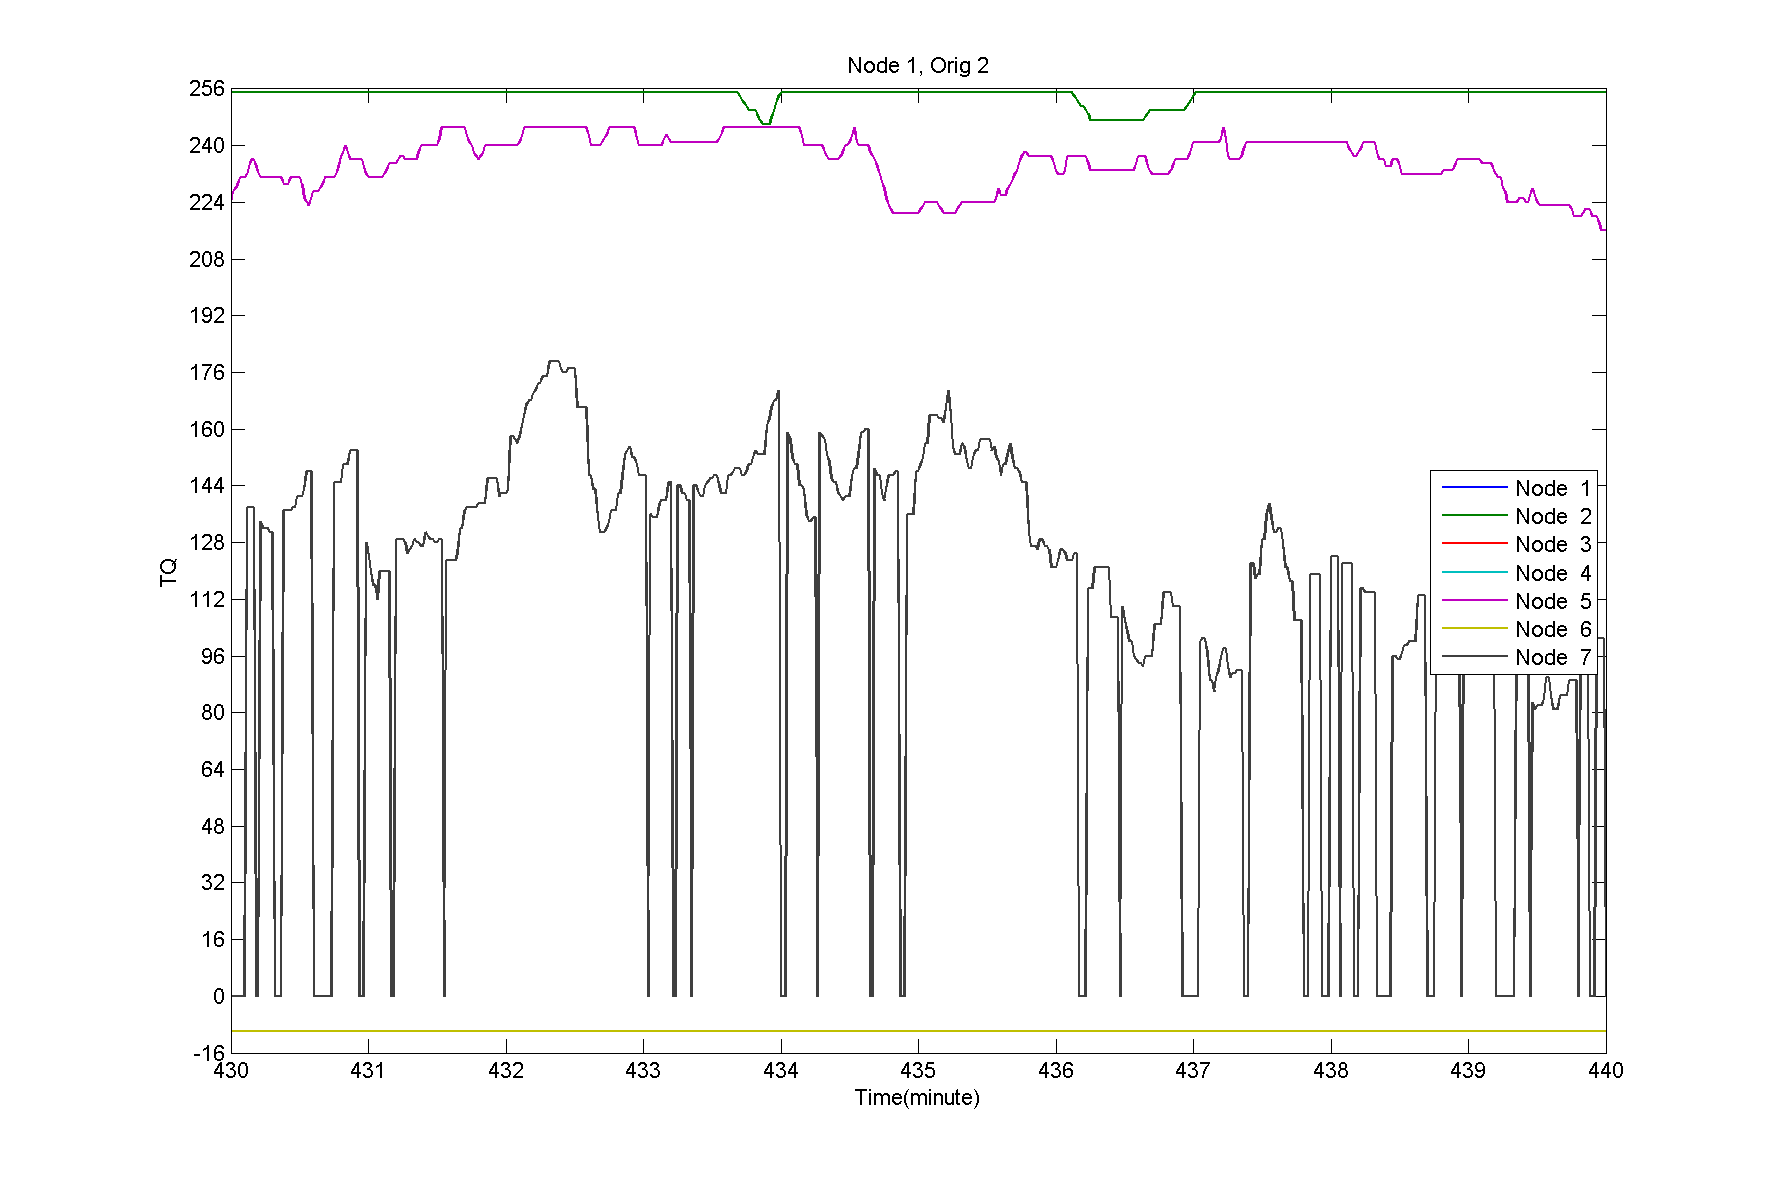 Node 1, Orig 2
256
240
224
208
192
176
160
144
128
112
96
80
64
48
32
16
0
-16
TQ
Node 1
Node 2
Node 3
Node 4
Node 5
Node 6
Node 7
430 431 432 433 434 435 436 437 438 439 440
Time(minute)